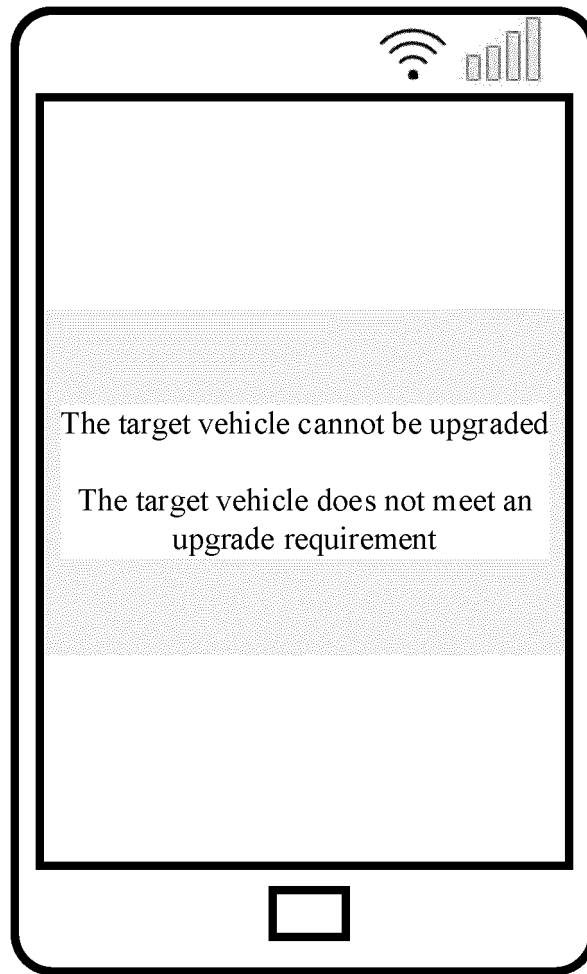 The target vehicle cannot be upgraded
The target vehicle does not meet an
upgrade requirement